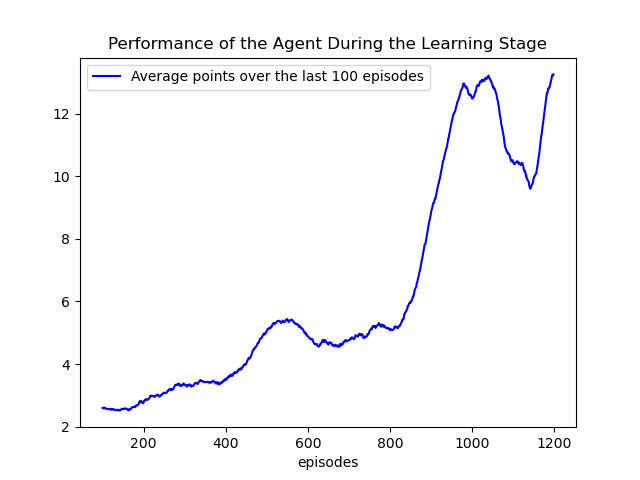 Performance of the Agent During the Learning Stage
Average points over the last 100 episodes
12
10
8
6
4
2
200 400 600 800 1000 1200
episodes